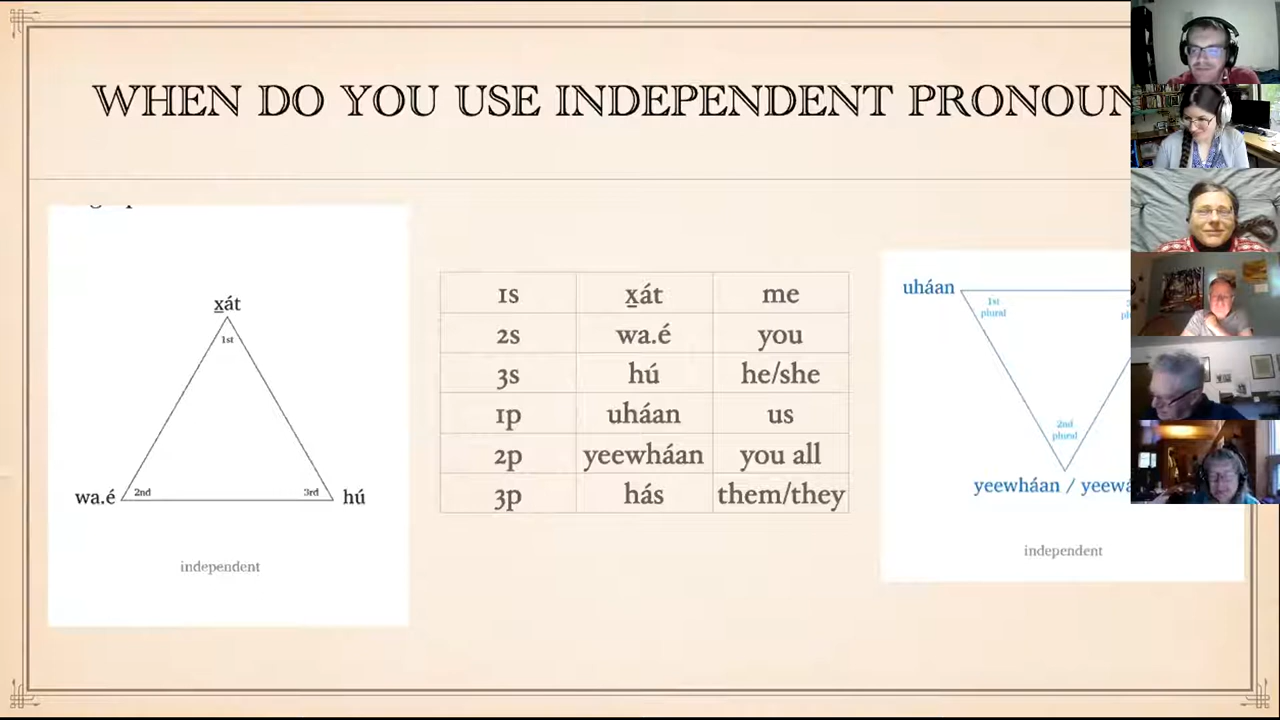 WHEN DO YOU USE INDEPENDENT
x̲át
1st
wa.é
2nd
3rd
hú
independent
1s x̲át me
2s wa.é you
3s hú he/she
1p uháan us
2p yeewháan you all
3p hás them/they
uháan
1st
plural
2nd
plural
yeewháan /
independent